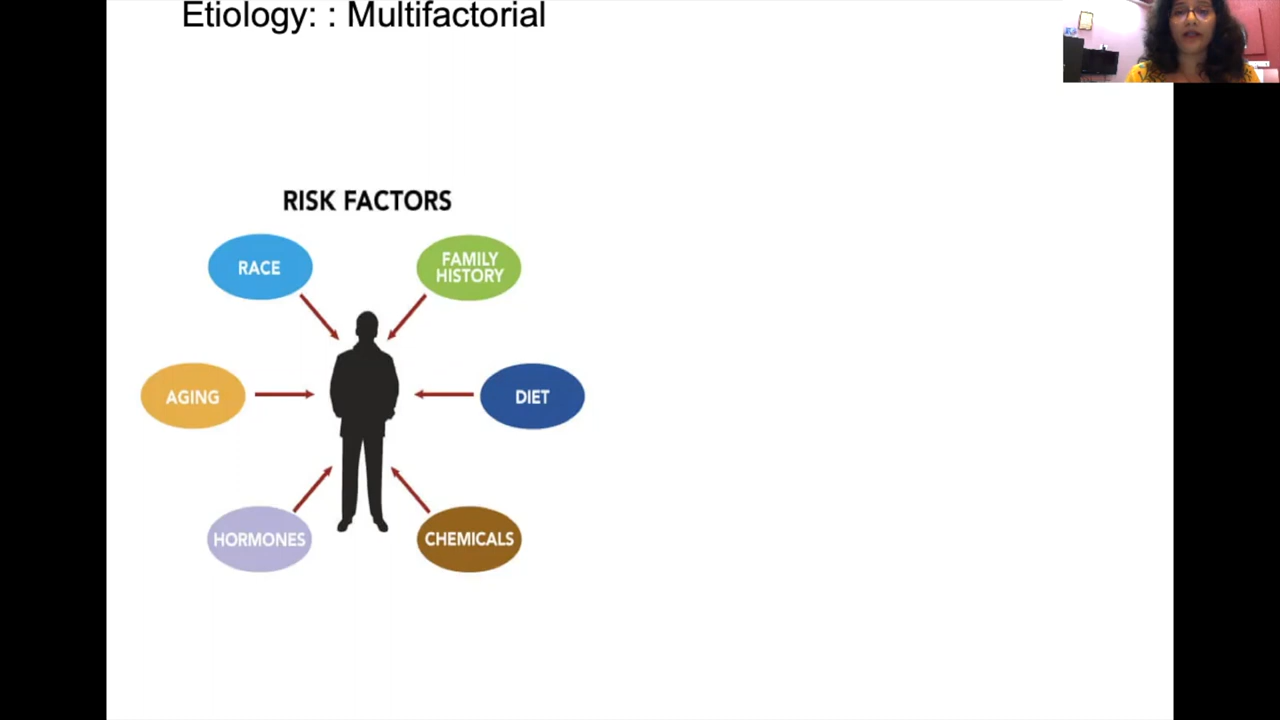 Etiology: : Multifactorial
RISK FACTORS
RACE
FAMILY
HISTORY
AGING
DIET
HORMONES
CHEMICALS